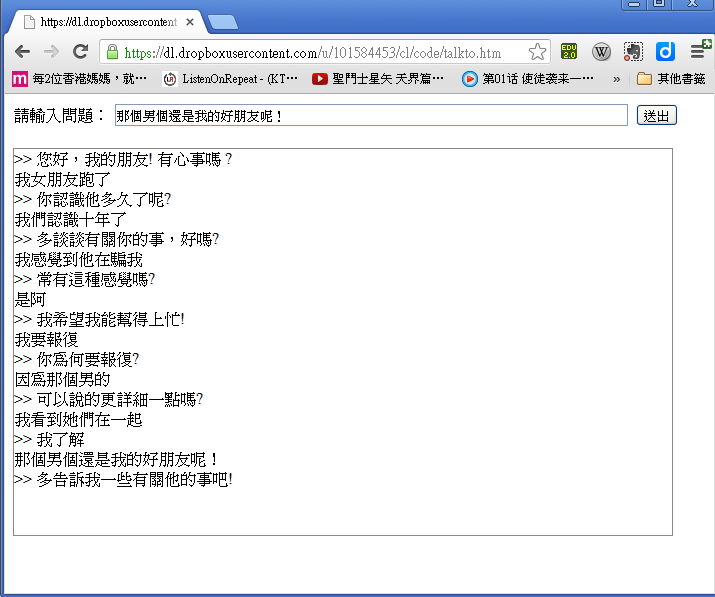 https://dl.dropboxusercontent
https://dl.dropboxusercontent.com/u/101584453/cl/code/talkto.htm
EDU 2.0
W
d
m 每2位香港媽媽，就…
ListenOnRepeat - (KT…
聖鬥士星矢 天界篇…
第01话 使徒袭来一…
»
其他書籤
請輸入問題：
那個男個還是我的好朋友呢！
送出
>> 您好，我的朋友! 有心事嗎？
我女朋友跑了
>> 你認識他多久了呢?
我們認識十年了
>> 多談談有關你的事，好嗎?
我感覺到他在騙我
>> 常有這種感覺嗎?
是阿
>> 我希望我能幫得上忙!
我要報復
>> 你為何要報復?
因為那個男的
>> 可以說的更詳細一點嗎?
我看到她們在一起
>> 我了解
那個男個還是我的好朋友呢！
>> 多告訴我一些有關他的事吧!